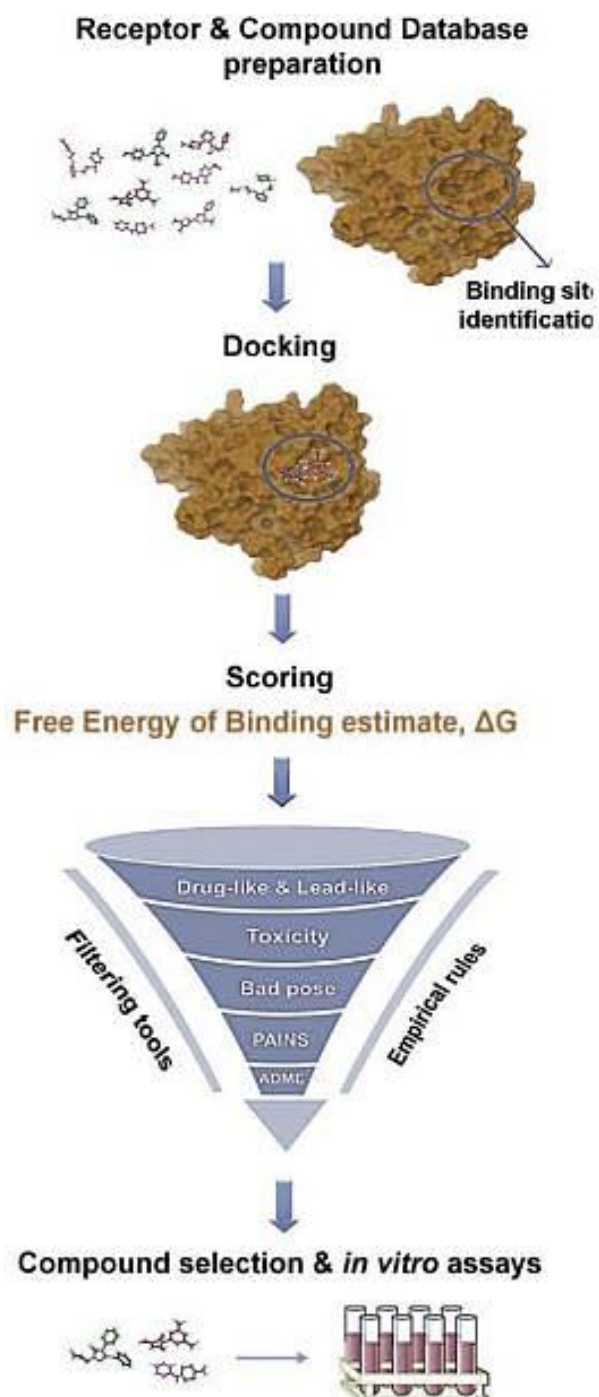 Receptor & Compound Database
preparation
Binding sit
identificatio
Docking
Scoring
Free Energy of Binding estimate, ΔG
Drug-like & Lead-like
Toxicity
Bad pose
PAINS
ADME
Filtering tools
Empirical rules
Compound selection & in vitro assays